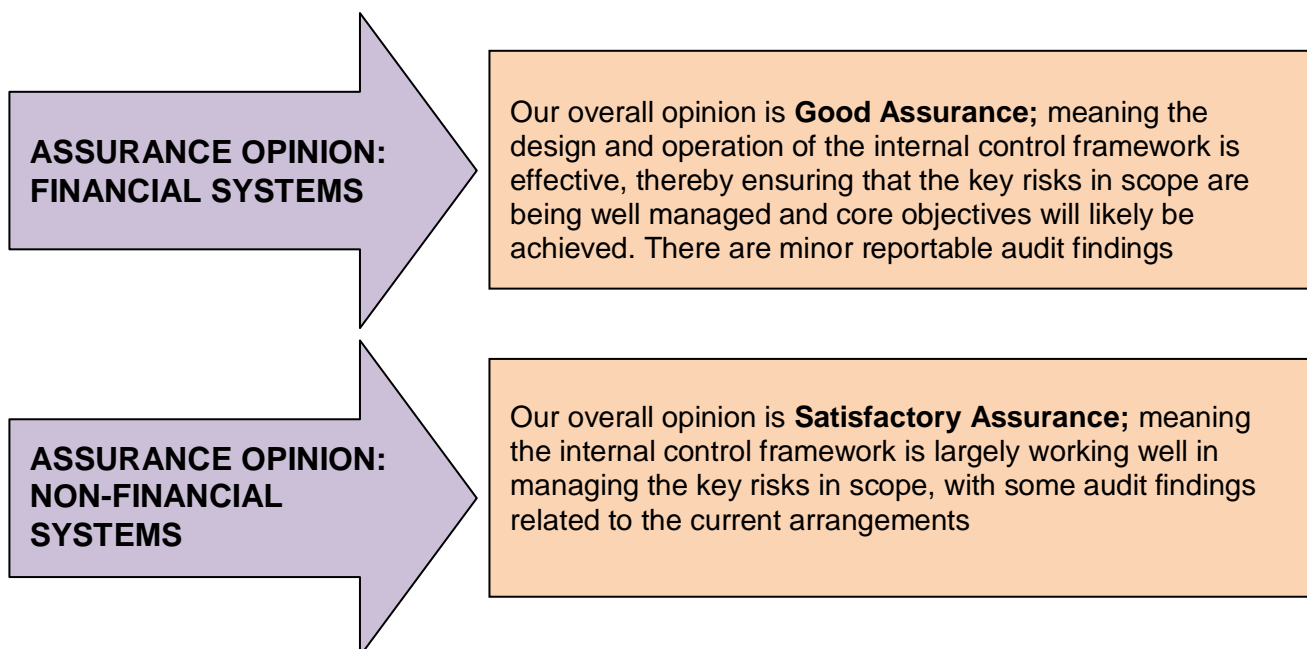 ASSURANCE OPINION:
FINANCIAL SYSTEMS
Our overall opinion is Good Assurance; meaning the
design and operation of the internal control framework is
effective, thereby ensuring that the key risks in scope are
being well managed and core objectives will likely be
achieved. There are minor reportable audit findings
ASSURANCE OPINION:
NON-FINANCIAL
SYSTEMS
Our overall opinion is Satisfactory Assurance; meaning
the internal control framework is largely working well in
managing the key risks in scope, with some audit findings
related to the current arrangements